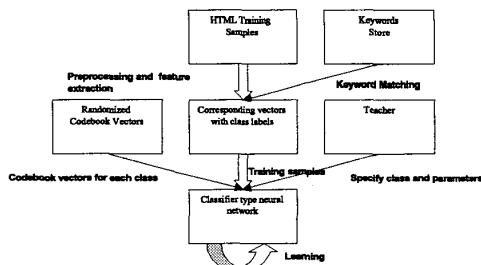 HTML Training
Samples
Keywords
Store
Preprocessing and feature
extraction
Keyword Matching
Randomized
Codebook Vectors
Corresponding vectors
with class labels
Teacher
Codebook vectors for each class
Training samples
Specify class and parameters
Classifier type neural
network
Learning